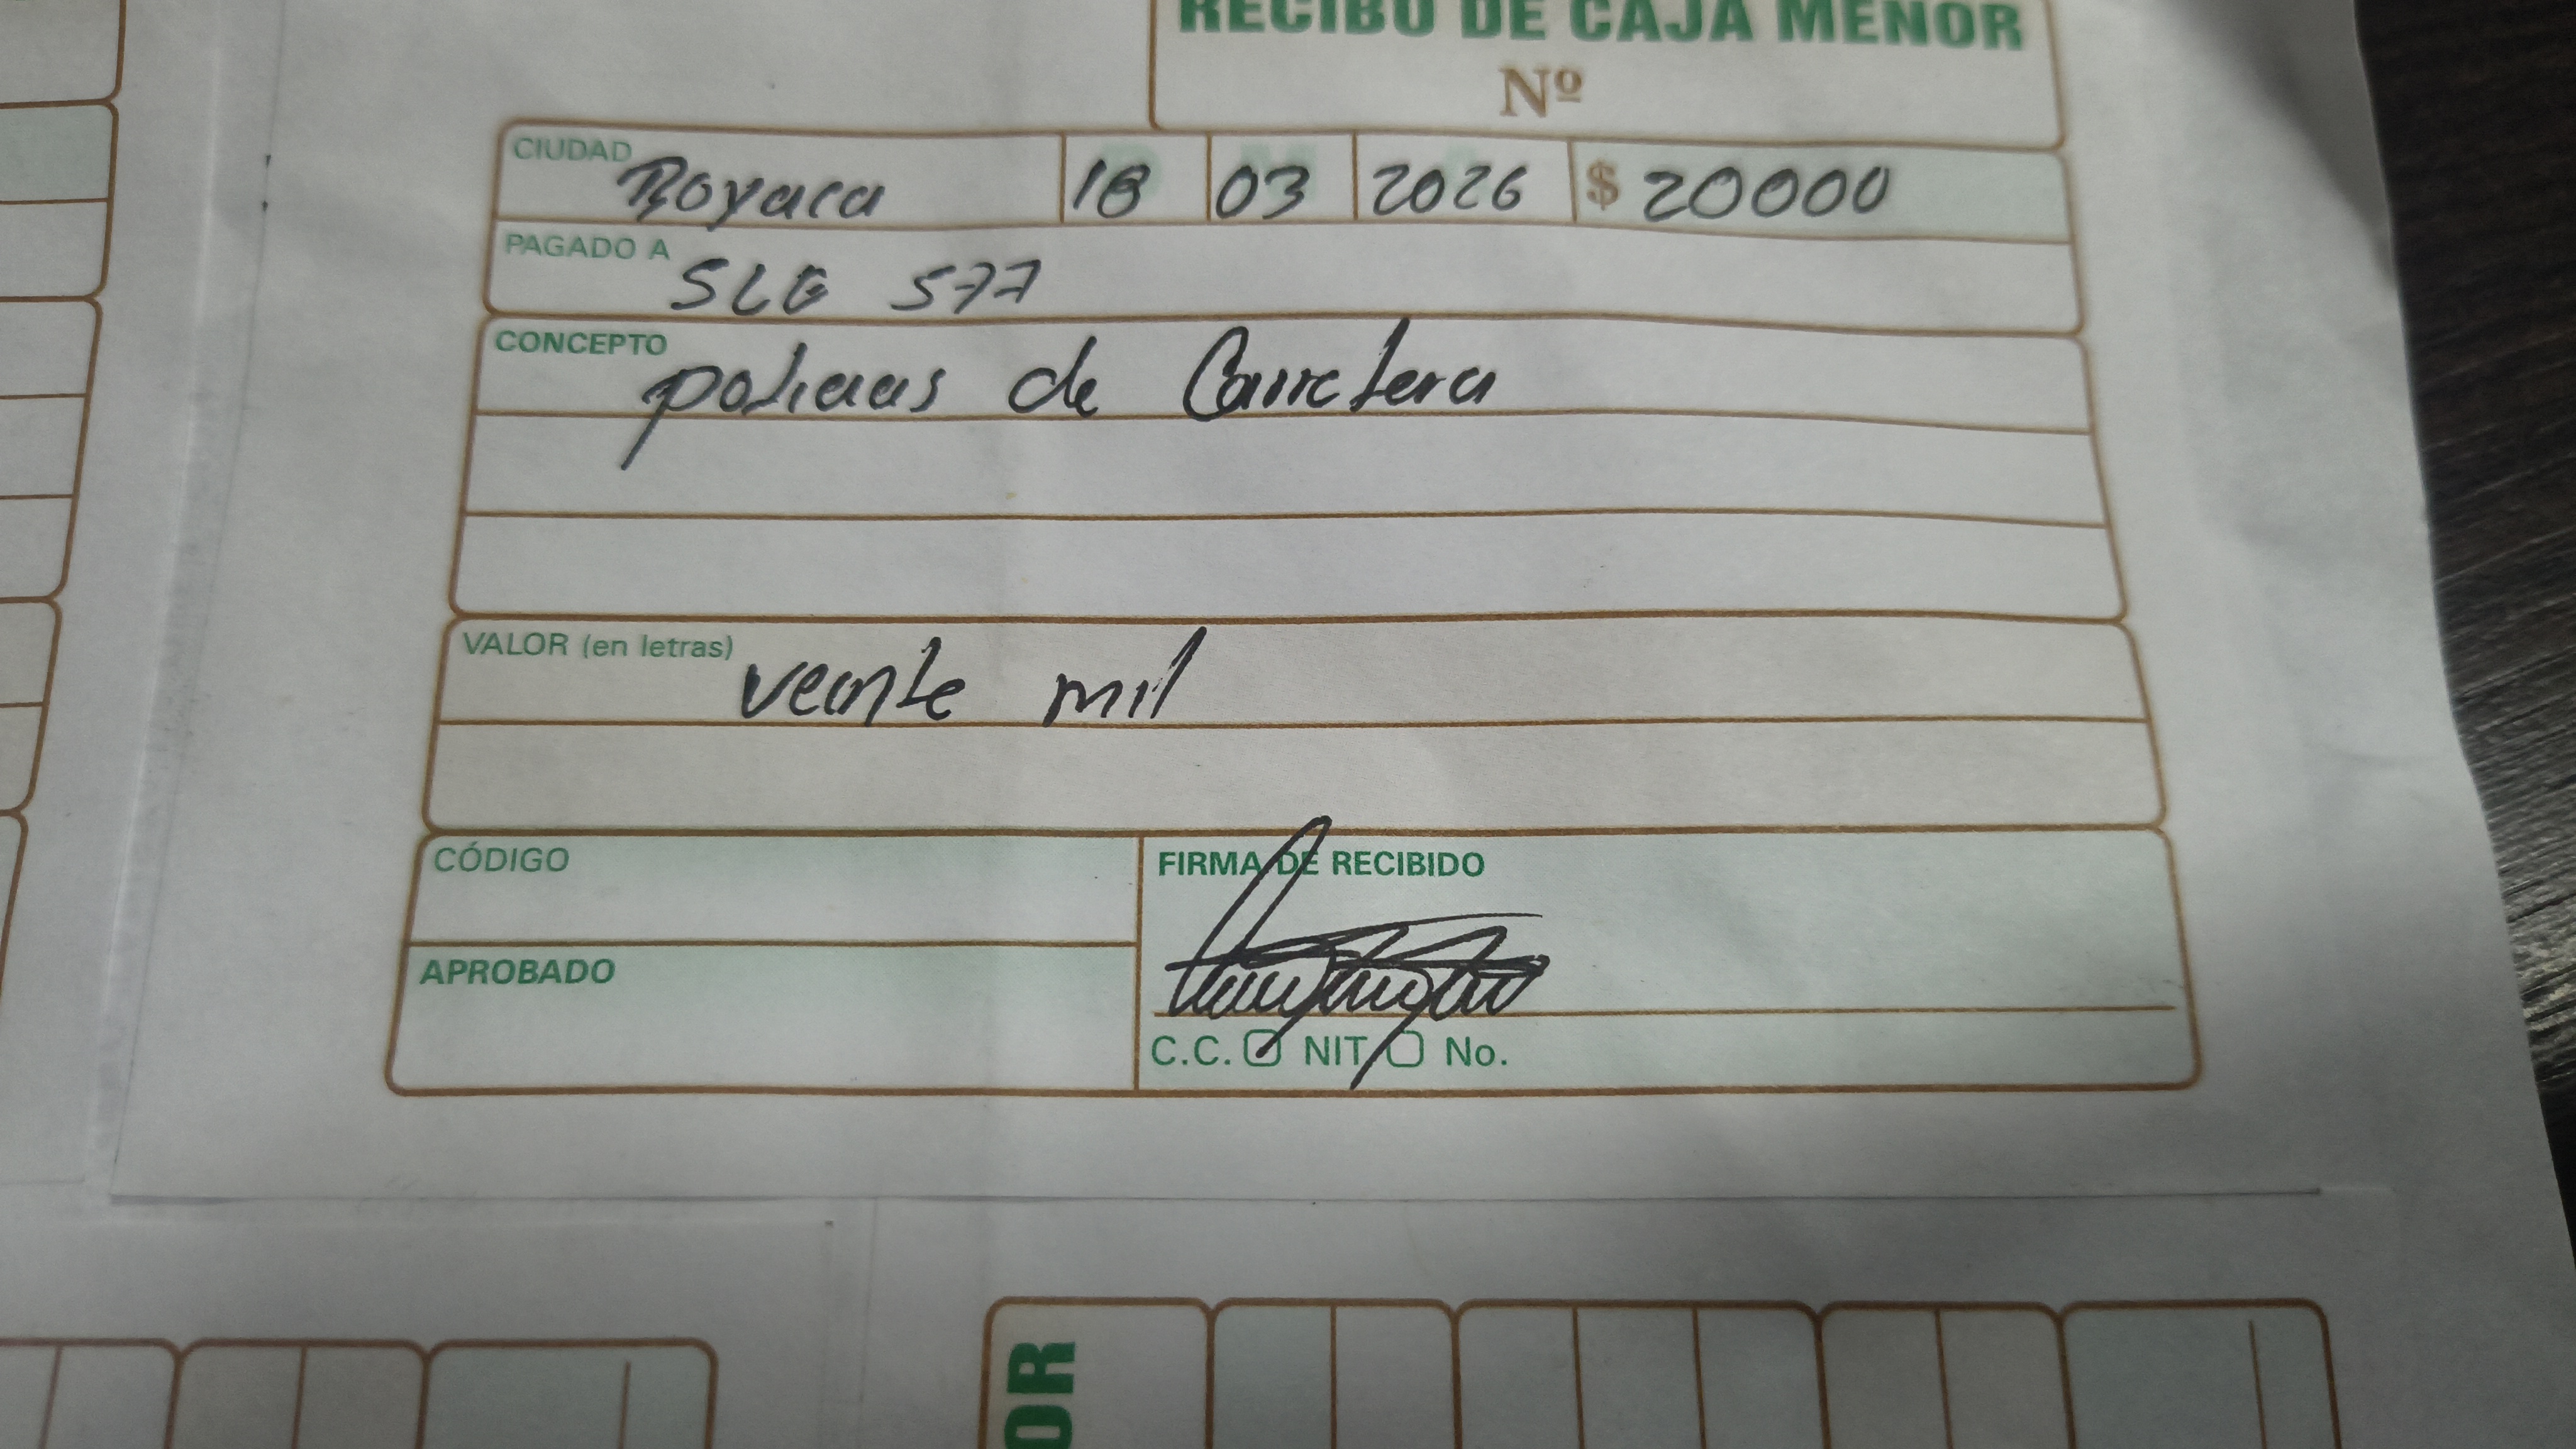 RECIBO DE CAJA MENOR
Nº
CIUDAD Boyaca 18 03 2026 $ 20000
PAGADO A SLG 577
CONCEPTO policias de Carretera
VALOR (en letras) veinte mil
CÓDIGO
FIRMA DE RECIBIDO
APROBADO
C.C. NIT No.
OR